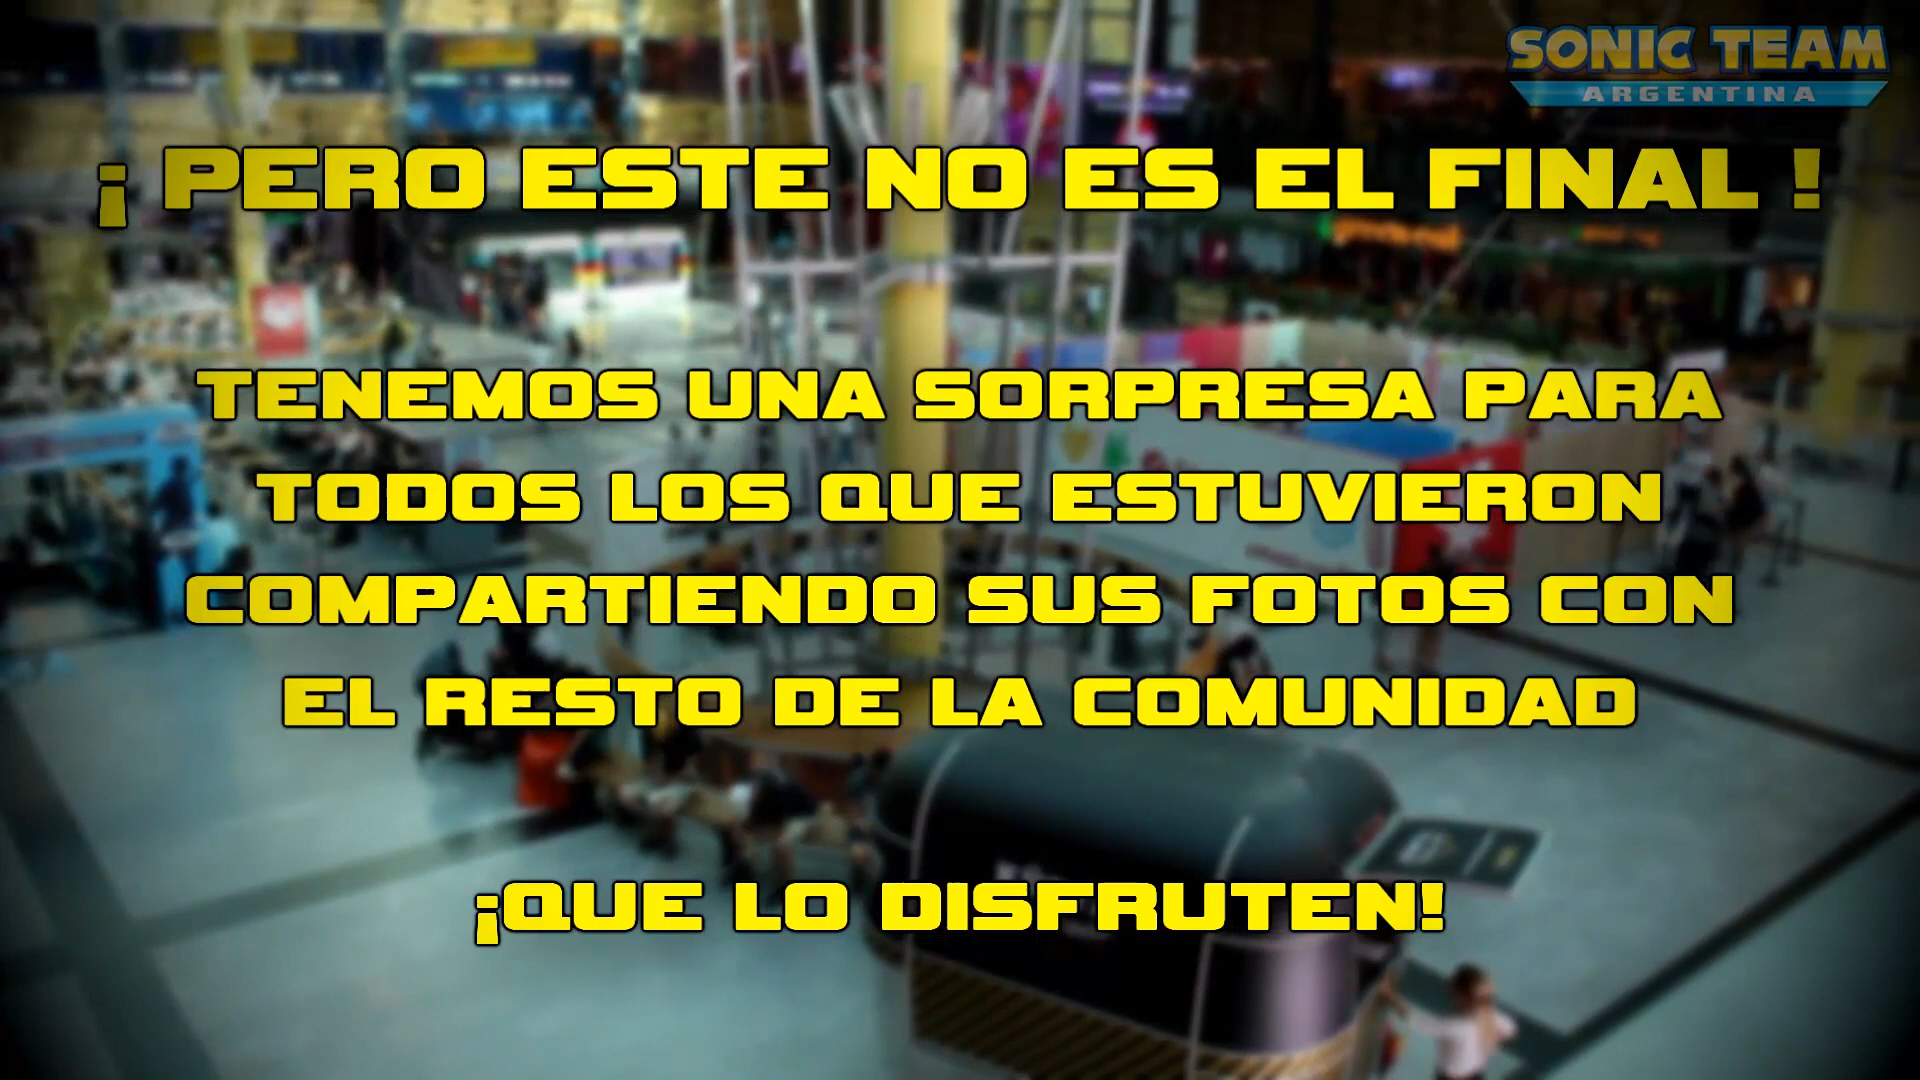 SONIC TEAM
ARGENTINA
¡ PERO ESTE NO ES EL FINAL !
TENEMOS UNA SORPRESA PARA
TODOS LOS QUE ESTUVIERON
COMPARTIENDO SUS FOTOS CON
EL RESTO DE LA COMUNIDAD
¡QUE LO DISFRUTEN!